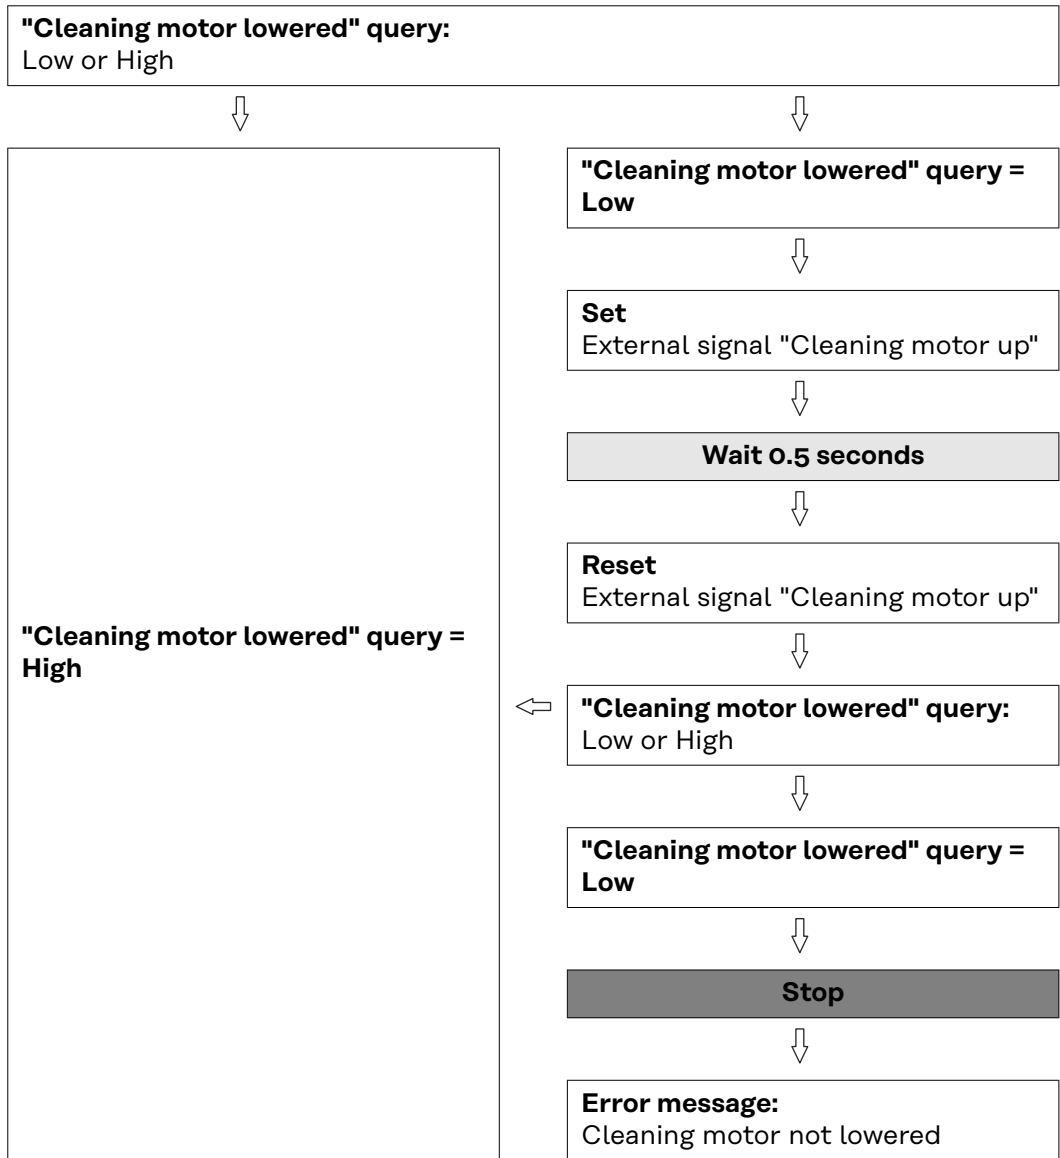 "Cleaning motor lowered" query:
Low or High
"Cleaning motor lowered" query =
High
"Cleaning motor lowered" query =
Low
Set
External signal "Cleaning motor up"
Wait 0.5 seconds
Reset
External signal "Cleaning motor up"
"Cleaning motor lowered" query:
Low or High
"Cleaning motor lowered" query =
Low
Stop
Error message:
Cleaning motor not lowered